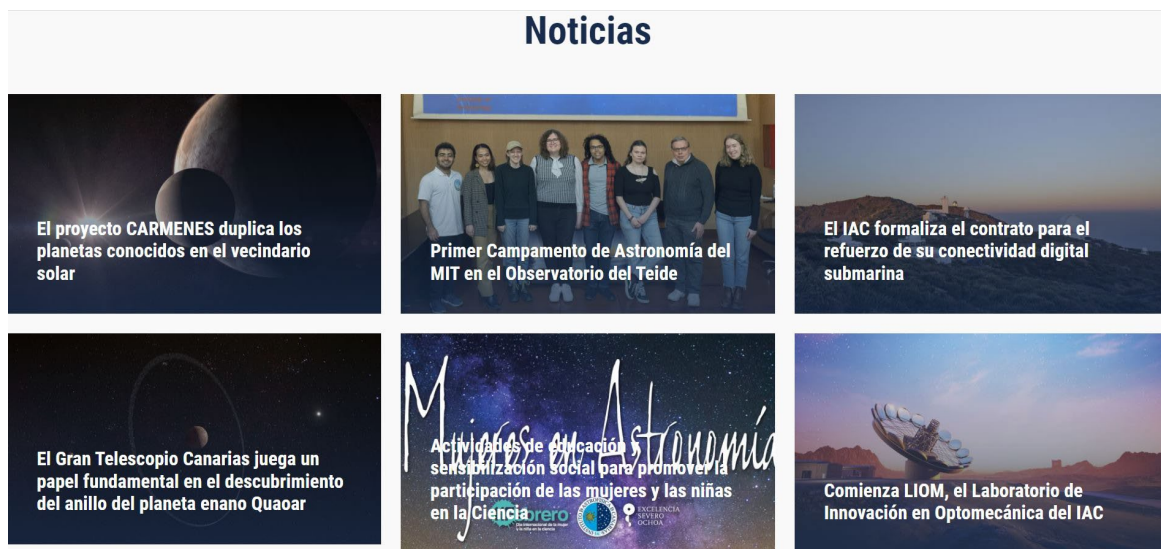 Noticias
El proyecto CARMENES duplica los
planetas conocidos en el vecindario
solar
Primer Campamento de Astronomía del
MIT en el Observatorio del Teide
El IAC formaliza el contrato para el
refuerzo de su conectividad digital
submarina
El Gran Telescopio Canarias juega un
papel fundamental en el descubrimiento
del anillo del planeta enano Quaoar
Mujeres en Astronomía
Actividades de educación y
sensibilización social para promover la
participación de las mujeres y las niñas
en la Ciencia
EXCELENCIA
SEVERO
OCHOA
Comienza LIOM, el Laboratorio de
Innovación en Optomecánica del IAC